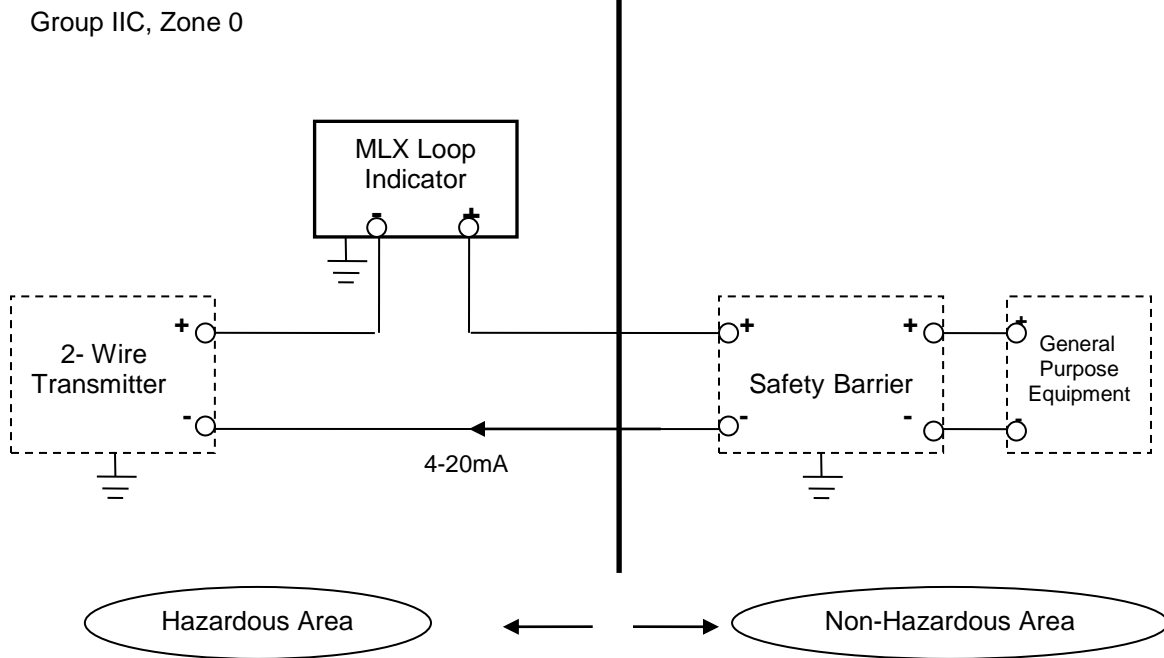 Group IIC, Zone 0
MLX Loop
Indicator
- +
+
2- Wire
Transmitter
-
+ +
Safety Barrier
- -
+
General
Purpose
Equipment
-
4-20mA
Hazardous Area
Non-Hazardous Area